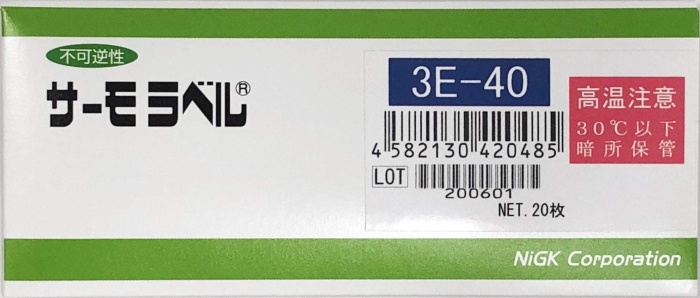 不可逆性
サーモラベル®
3E-40
4 582130 420485
LOT
200601
NET.20枚
高温注意
30℃以下
暗所保管
NiGK Corporation